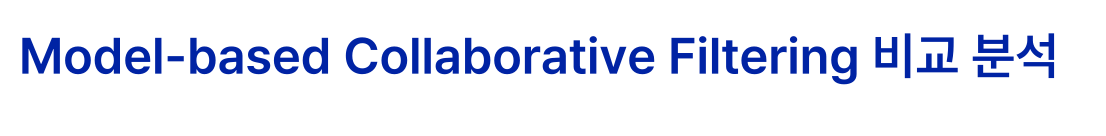 Model-based Collaborative Filtering 비교 분석